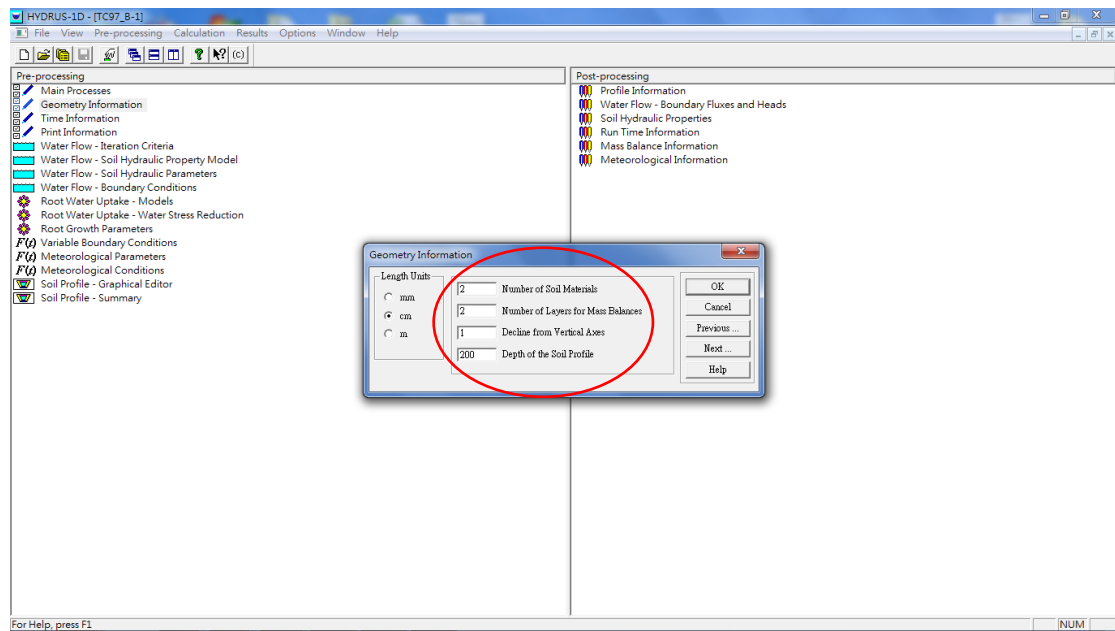 HYDRUS-1D - [TC97_B-1]
File View Pre-processing Calculation Results Options Window Help
(c)
Pre-processing
Main Processes
Geometry Information
Time Information
Print Information
Water Flow - Iteration Criteria
Water Flow - Soil Hydraulic Property Model
Water Flow - Soil Hydraulic Parameters
Water Flow - Boundary Conditions
Root Water Uptake - Models
Root Water Uptake - Water Stress Reduction
Root Growth Parameters
F(t) Variable Boundary Conditions
F(t) Meteorological Parameters
F(t) Meteorological Conditions
Soil Profile - Graphical Editor
Soil Profile - Summary
Post-processing
Profile Information
Water Flow - Boundary Fluxes and Heads
Soil Hydraulic Properties
Run Time Information
Mass Balance Information
Meteorological Information
Geometry Information
Length Units
mm
cm
m
2 Number of Soil Materials
2 Number of Layers for Mass Balances
1 Decline from Vertical Axes
200 Depth of the Soil Profile
OK
Cancel
Previous ...
Next ...
Help
For Help, press F1
NUM